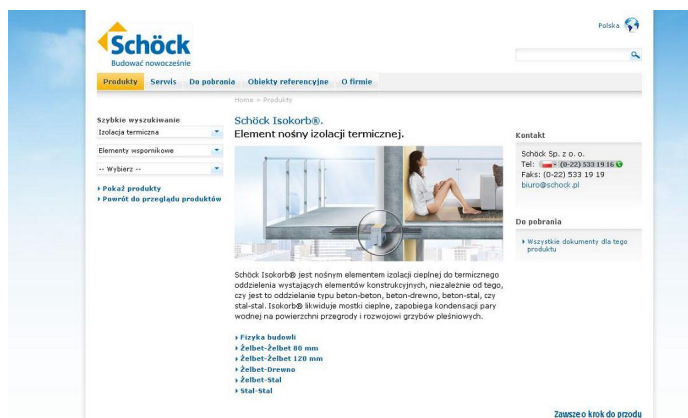 Polska
Schöck
Budować nowocześnie
Produkty Serwis Do pobrania Obiekty referencyjne O firmie
Home > Produkty
Szybkie wyszukiwanie
Izolacja termiczna
Elementy wspornikowe
-- Wybierz --
Pokaż produkty
Powrót do przeglądu produktów
Schöck Isokorb®.
Element nośny izolacji termicznej.
Schöck Isokorb® jest nośnym elementem izolacji cieplnej do termicznego
oddzielenia wystających elementów konstrukcyjnych, niezależnie od tego,
czy jest to oddzielanie typu beton-beton, beton-drewno, beton-stal, czy
stal-stal. Isokorb® likwiduje mostki cieplne, zapobiega kondensacji pary
wodnej na powierzchni przegrody i rozwojowi grzybów pleśniowych.
Fizyka budowli
Żelbet-Żelbet 80 mm
Żelbet-Żelbet 120 mm
Żelbet-Drewno
Żelbet-Stal
Stal-Stal
Kontakt
Schöck Sp. z o. o.
Tel: (0-22) 533 19 16
Faks: (0-22) 533 19 19
biuro@schock.pl
Do pobrania
Wszystkie dokumenty dla tego
produktu
Zawsze o krok do przodu